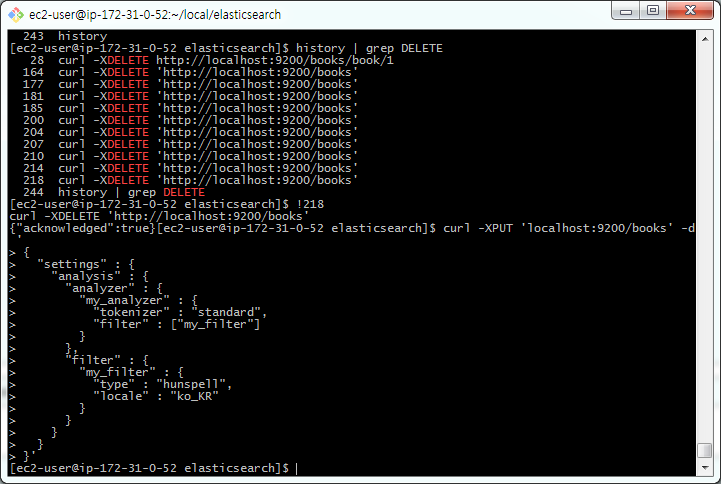 ec2-user@ip-172-31-0-52:~/local/elasticsearch
  243  history
[ec2-user@ip-172-31-0-52 elasticsearch]$ history | grep DELETE
   28  curl -XDELETE http://localhost:9200/books/book/1
  164  curl -XDELETE 'http://localhost:9200/books'
  177  curl -XDELETE 'http://localhost:9200/books'
  181  curl -XDELETE 'http://localhost:9200/books'
  185  curl -XDELETE 'http://localhost:9200/books'
  200  curl -XDELETE 'http://localhost:9200/books'
  204  curl -XDELETE 'http://localhost:9200/books'
  207  curl -XDELETE 'http://localhost:9200/books'
  210  curl -XDELETE 'http://localhost:9200/books'
  214  curl -XDELETE 'http://localhost:9200/books'
  218  curl -XDELETE 'http://localhost:9200/books'
  244  history | grep DELETE
[ec2-user@ip-172-31-0-52 elasticsearch]$ !218
curl -XDELETE 'http://localhost:9200/books'
{"acknowledged":true}[ec2-user@ip-172-31-0-52 elasticsearch]$ curl -XPUT 'localhost:9200/books' -d
 '
> {
>   "settings" : {
>     "analysis" : {
>       "analyzer" : {
>         "my_analyzer" : {
>           "tokenizer" : "standard",
>           "filter" : ["my_filter"]
>         }
>       },
>       "filter" : {
>         "my_filter" : {
>           "type" : "hunspell",
>           "locale" : "ko_KR"
>         }
>       }
>     }
>   }
> }'
[ec2-user@ip-172-31-0-52 elasticsearch]$